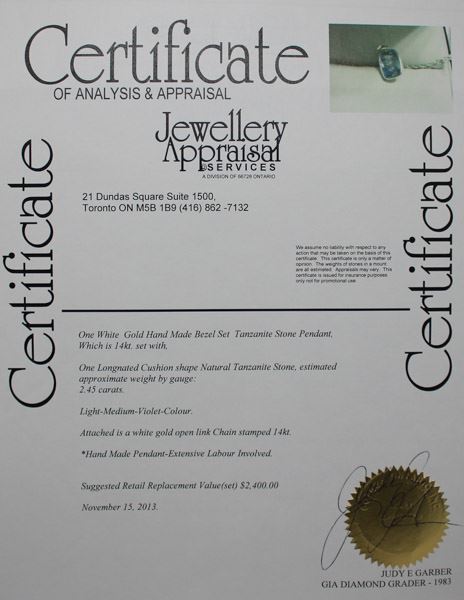 Certificate
OF ANALYSIS & APPRAISAL
Jewellery
Appraisal
@SERVICES
A DIVISION OF 66728 ONTARIO
21 Dundas Square Suite 1500,
Toronto ON M5B 1B9 (416) 862 -7132
Certificate
Certificate
We assume no liability with respect to any
action that may be taken on the basis of this
certificate. This certificate is only a matter of
opinion. The weights of stones in a mount
are all estimated. Appraisals may vary. This
certificate is issued for insurance purposes
only not for promotional use
One White Gold Hand Made Bezel Set Tanzanite Stone Pendant,
Which is 14kt. set with,
One Longnated Cushion shape Natural Tanzanite Stone, estimated
approximate weight by gauge:
2.45 carats.
Light-Medium-Violet-Colour.
Attached is a white gold open link Chain stamped 14kt.
*Hand Made Pendant-Extensive Labour Involved.
Suggested Retail Replacement Value(set) $2,400.00
November 15, 2013.
JUDY E GARBER
GIA DIAMOND GRADER - 1983